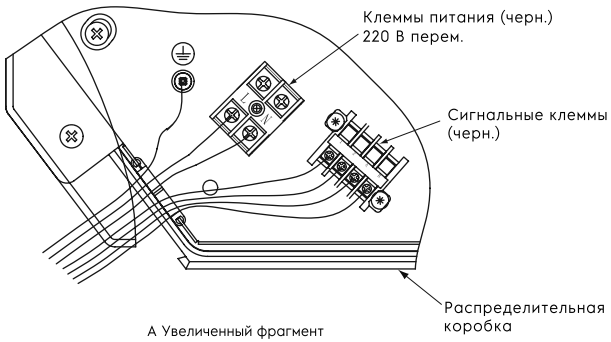 Клеммы питания (черн.)
220 В перем.
L
N
Сигнальные клеммы
(черн.)
Распределительная
коробка
А Увеличенный фрагмент